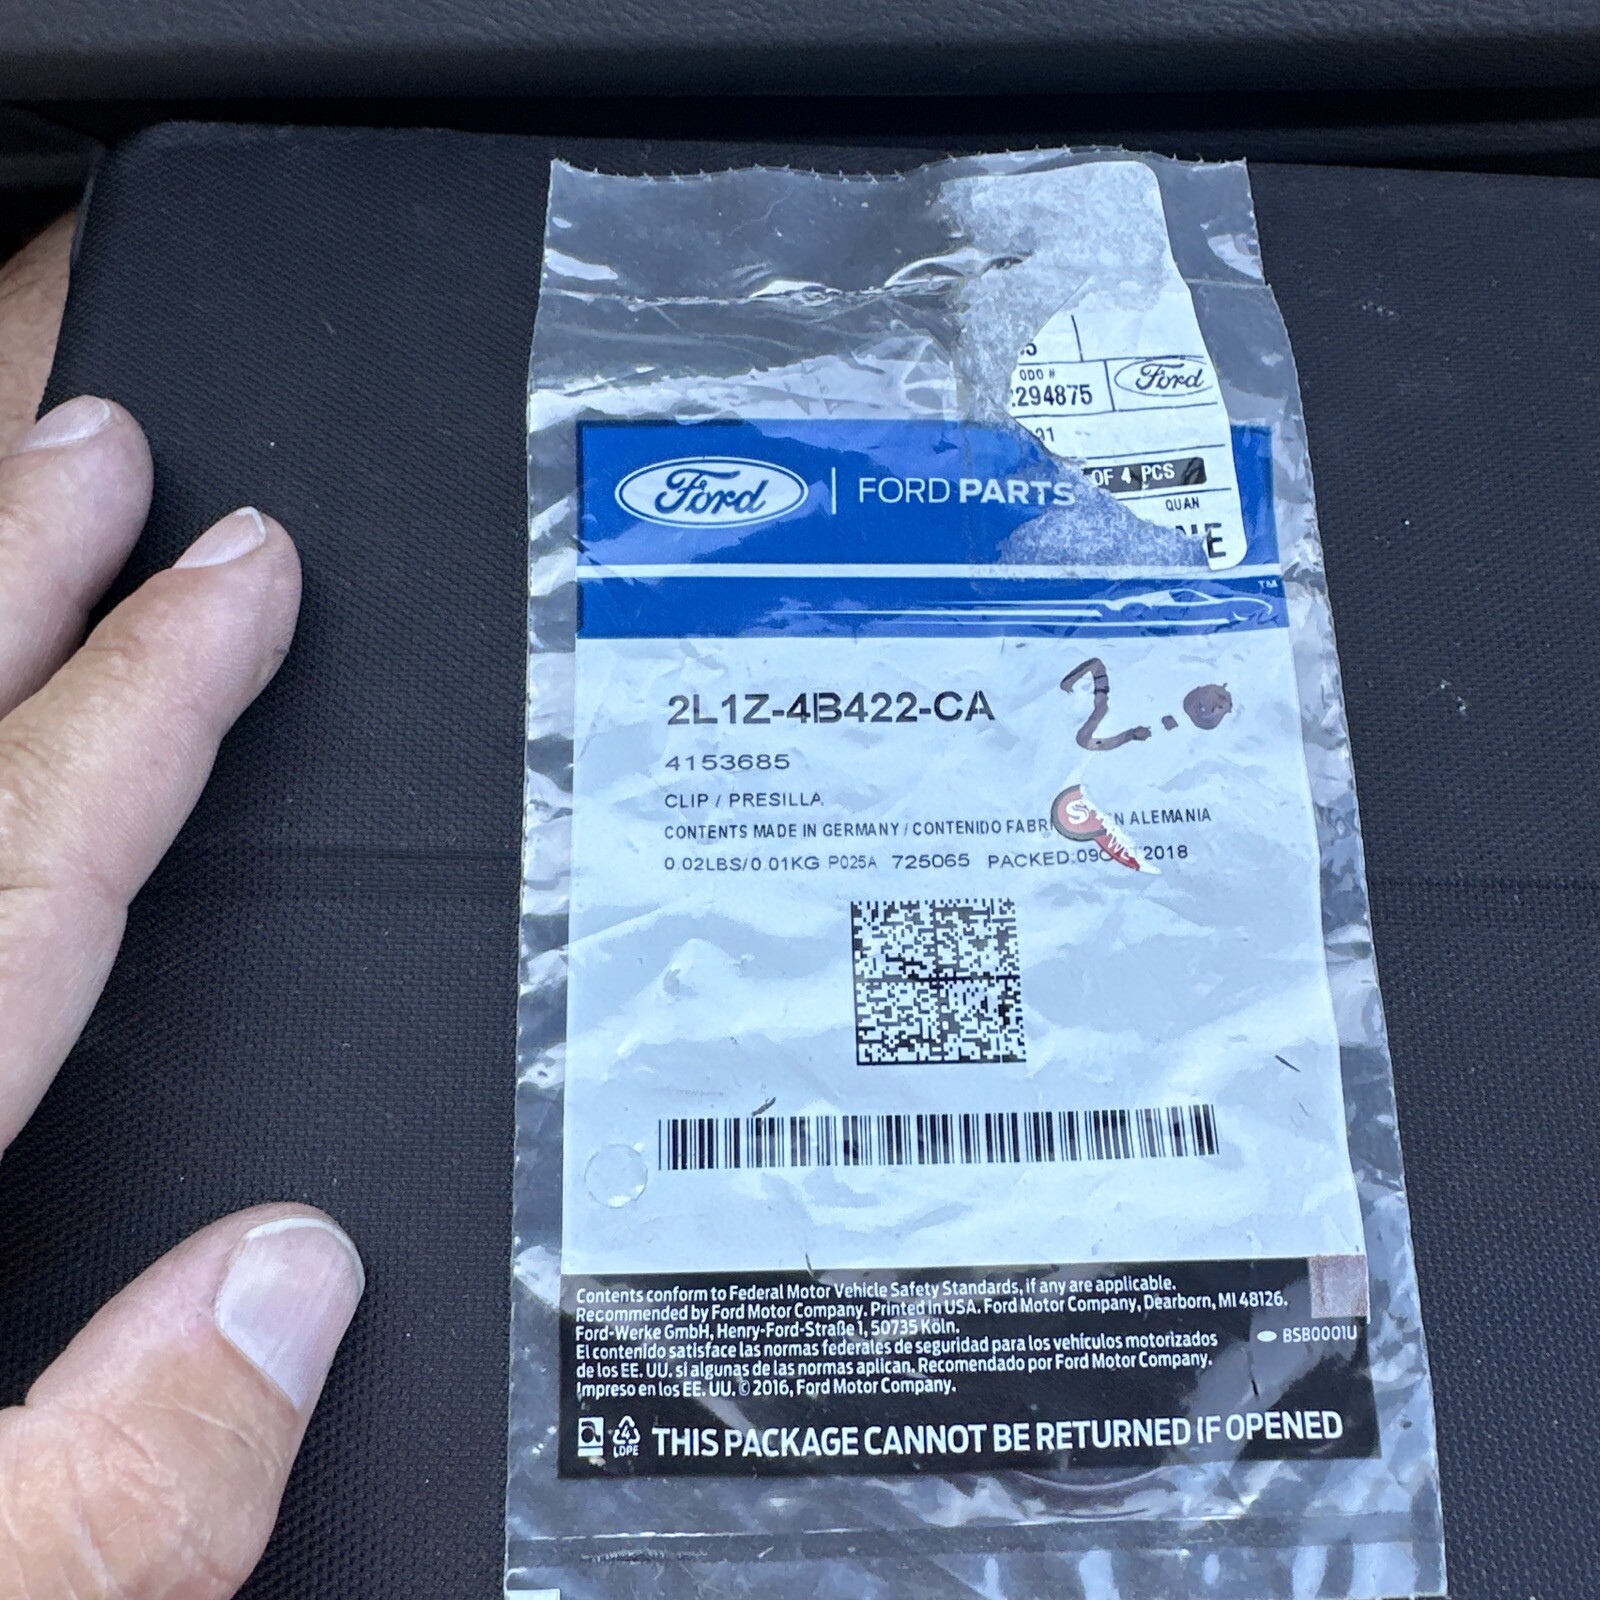 ODO #
294875
Ford
OF 4 PCS
QUAN
Ford | FORD PARTS
TM
2L1Z-4B422-CA
2.0
4153685
CLIP / PRESILLA
CONTENTS MADE IN GERMANY / CONTENIDO ALEMANIA
0.02LBS/0.01KG P025A 725065 PACKED: 2018
Contents conform to Federal Motor Vehicle Safety Standards, if any are applicable.
Recommended by Ford Motor Company. Printed in USA. Ford Motor Company, Dearborn, MI 48126.
Ford-Werke GmbH, Henry-Ford-Straße 1, 50735 Köln.
El contenido satisface las normas federales de seguridad para los vehículos motorizados
de los EE. UU. si algunas de las normas aplican. Recomendado por Ford Motor Company.
Impreso en los EE. UU. © 2016, Ford Motor Company.
BSB0001U
4
LDPE
THIS PACKAGE CANNOT BE RETURNED IF OPENED